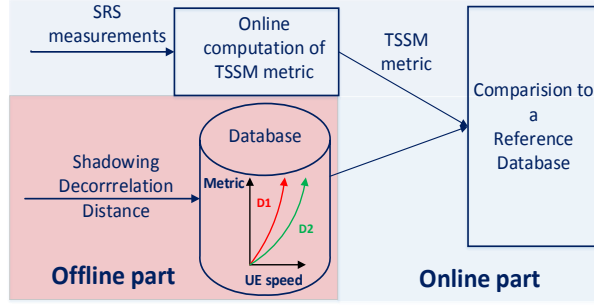 SRS
measurements
Online
computation of
TSSM metric
TSSM
metric
Comparision to
a
Reference
Database
Database
Shadowing
Decorrrelation
Distance
Metric
D1
D2
UE speed
Offline part
Online part